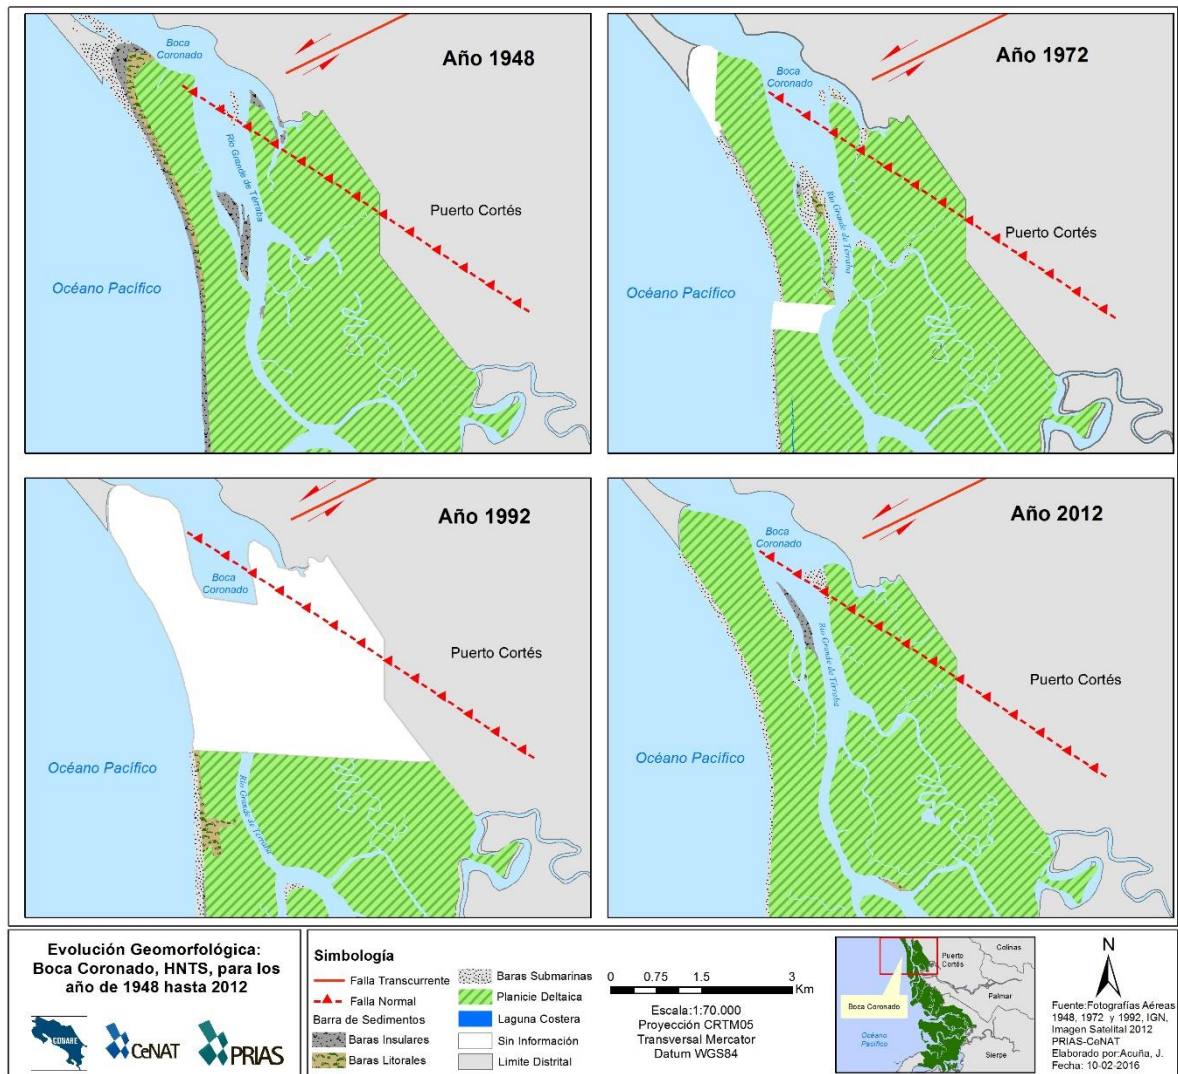 Boca
Coronado
Año 1948
Río Grande de Térraba
Puerto Cortés
Océano Pacífico
Boca
Coronado
Año 1972
Río Grande de Térraba
Puerto Cortés
Océano Pacífico
Año 1992
Boca
Coronado
Puerto Cortés
Océano Pacífico
Río Grande de Térraba
Boca
Coronado
Año 2012
Río Grande de Térraba
Puerto Cortés
Océano Pacífico
Evolución Geomorfológica:
Boca Coronado, HNTS, para los
año de 1948 hasta 2012
CONARE
CeNAT
PRIAS
Simbología
Falla Transcurrente
Falla Normal
Barra de Sedimentos
Baras Insulares
Baras Litorales
Baras Submarinas
Planicie Deltaica
Laguna Costera
Sin Información
Límite Distrital
0 0.75 1.5 3
Km
Escala:1:70.000
Proyección CRTM05
Transversal Mercator
Datum WGS84
Colinas
Puerto
Cortés
Palmar
Boca Coronado
Océano
Pacífico
Sierpe
N
Fuente:Fotografías Aéreas
1948, 1972 y 1992, IGN,
Imagen Satelital 2012
PRIAS-CeNAT
Elaborado por:Acuña, J.
Fecha: 10-02-2016